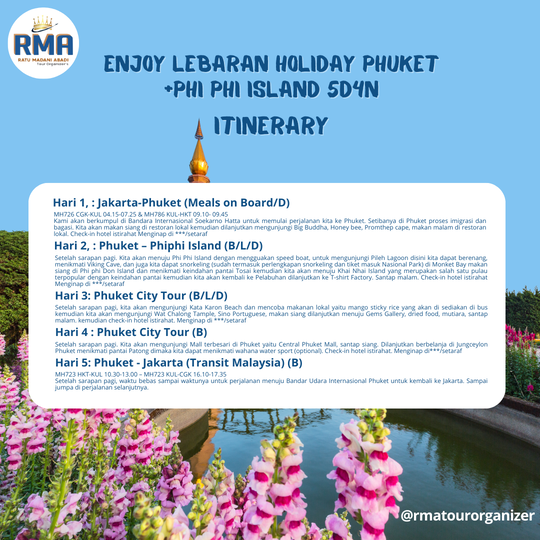 RMA
RATU MADANI ABADI
Tour Organizer's
ENJOY LEBARAN HOLIDAY PHUKET
+PHI PHI ISLAND 5D4N
ITINERARY
Hari 1, : Jakarta-Phuket (Meals on Board/D)
MH726 CGK-KUL 04.15-07.25 & MH786 KUL-HKT 09.10- 09.45
Kami akan berkumpul di Bandara Internasional Soekarno Hatta untuk memulai perjalanan kita ke Phuket. Setibanya di Phuket proses imigrasi dan
bagasi. Kita akan makan siang di restoran lokal kemudian dilanjutkan mengunjungi Big Buddha, Honey bee, Promthep cape, makan malam di restoran
lokal. Check-in hotel istirahat Menginap di ***/setaraf
Hari 2, : Phuket – Phiphi Island (B/L/D)
Setelah sarapan pagi. Kita akan menuju Phi Phi Island dengan mengguakan speed boat, untuk mengunjungi Pileh Lagoon disini kita dapat berenang,
menikmati Viking Cave, dan juga kita dapat snorkeling (sudah termasuk perlengkapan snorkeling dan tiket masuk Nasional Park) di Monket Bay makan
siang di Phi phi Don Island dan menikmati keindahan pantai Tosai kemudian kita akan menuju Khai Nhai Island yang merupakan salah satu pulau
terpopular dengan keindahan pantai kemudian kita akan kembali ke Pelabuhan dilanjutkan ke T-shirt Factory. Santap malam. Check-in hotel istirahat
Menginap di ***/setaraf
Hari 3: Phuket City Tour (B/L/D)
Setelah sarapan pagi, kita akan mengunjungi Kata Karon Beach dan mencoba makanan lokal yaitu mango sticky rice yang akan di sediakan di bus
kemudian kita akan mengunjungi Wat Chalong Tample, Sino Portuguese, makan siang dilanjutkan menuju Gems Gallery, dried food, mutiara, santap
malam, kemudian check-in hotel istirahat. Menginap di ***/setaraf
Hari 4 : Phuket City Tour (B)
Setelah sarapan pagi. Kita akan mengunjungi Mall terbesari di Phuket yaitu Central Phuket Mall, santap siang. Dilanjutkan berbelanja di Jungceylon
Phuket menikmati pantai Patong dimaka kita dapat menikmati wahana water sport (optional). Check-in hotel istirahat. Menginap di***/setaraf
Hari 5: Phuket - Jakarta (Transit Malaysia) (B)
MH723 HKT-KUL 10.30-13.00 – MH723 KUL-CGK 16.10-17.35
Setelah sarapan pagi, waktu bebas sampai waktunya untuk perjalanan menuju Bandar Udara Internasional Phuket untuk kembali ke Jakarta. Sampai
jumpa di perjalanan selanjutnya.
@rmatourorganizer